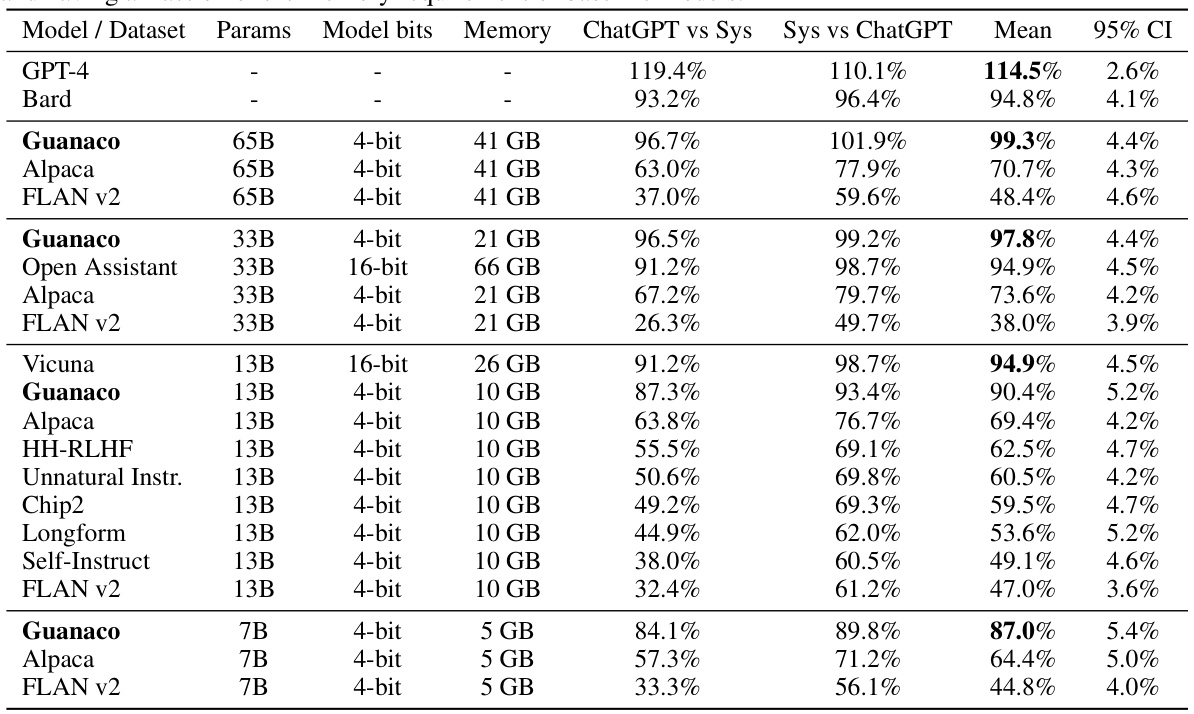 Model / Dataset Params Model bits Memory ChatGPT vs Sys Sys vs ChatGPT Mean 95% CI
GPT-4 - - - 119.4% 110.1% 114.5% 2.6%
Bard - - - 93.2% 96.4% 94.8% 4.1%
Guanaco 65B 4-bit 41 GB 96.7% 101.9% 99.3% 4.4%
Alpaca 65B 4-bit 41 GB 63.0% 77.9% 70.7% 4.3%
FLAN v2 65B 4-bit 41 GB 37.0% 59.6% 48.4% 4.6%
Guanaco 33B 4-bit 21 GB 96.5% 99.2% 97.8% 4.4%
Open Assistant 33B 16-bit 66 GB 91.2% 98.7% 94.9% 4.5%
Alpaca 33B 4-bit 21 GB 67.2% 79.7% 73.6% 4.2%
FLAN v2 33B 4-bit 21 GB 26.3% 49.7% 38.0% 3.9%
Vicuna 13B 16-bit 26 GB 91.2% 98.7% 94.9% 4.5%
Guanaco 13B 4-bit 10 GB 87.3% 93.4% 90.4% 5.2%
Alpaca 13B 4-bit 10 GB 63.8% 76.7% 69.4% 4.2%
HH-RLHF 13B 4-bit 10 GB 55.5% 69.1% 62.5% 4.7%
Unnatural Instr. 13B 4-bit 10 GB 50.6% 69.8% 60.5% 4.2%
Chip2 13B 4-bit 10 GB 49.2% 69.3% 59.5% 4.7%
Longform 13B 4-bit 10 GB 44.9% 62.0% 53.6% 5.2%
Self-Instruct 13B 4-bit 10 GB 38.0% 60.5% 49.1% 4.6%
FLAN v2 13B 4-bit 10 GB 32.4% 61.2% 47.0% 3.6%
Guanaco 7B 4-bit 5 GB 84.1% 89.8% 87.0% 5.4%
Alpaca 7B 4-bit 5 GB 57.3% 71.2% 64.4% 5.0%
FLAN v2 7B 4-bit 5 GB 33.3% 56.1% 44.8% 4.0%